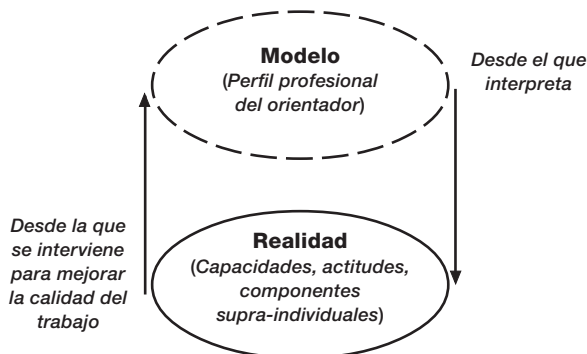 Modelo
(Perfil profesional
del orientador)
Desde el que
interpreta
Desde la que
se interviene
para mejorar
la calidad del
trabajo
Realidad
(Capacidades, actitudes,
componentes
supra-individuales)